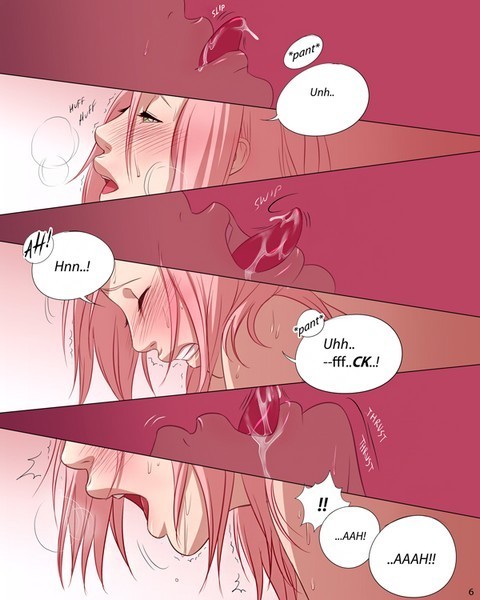 SLIP
*pant*
Unh..
HUFF
HUFF
SWIP
AH!
Hnn..!
*pant*
Uhh..
--fff..CK..!
THRUST
THRUST
!!
...AAH!
..AAAH!!
6